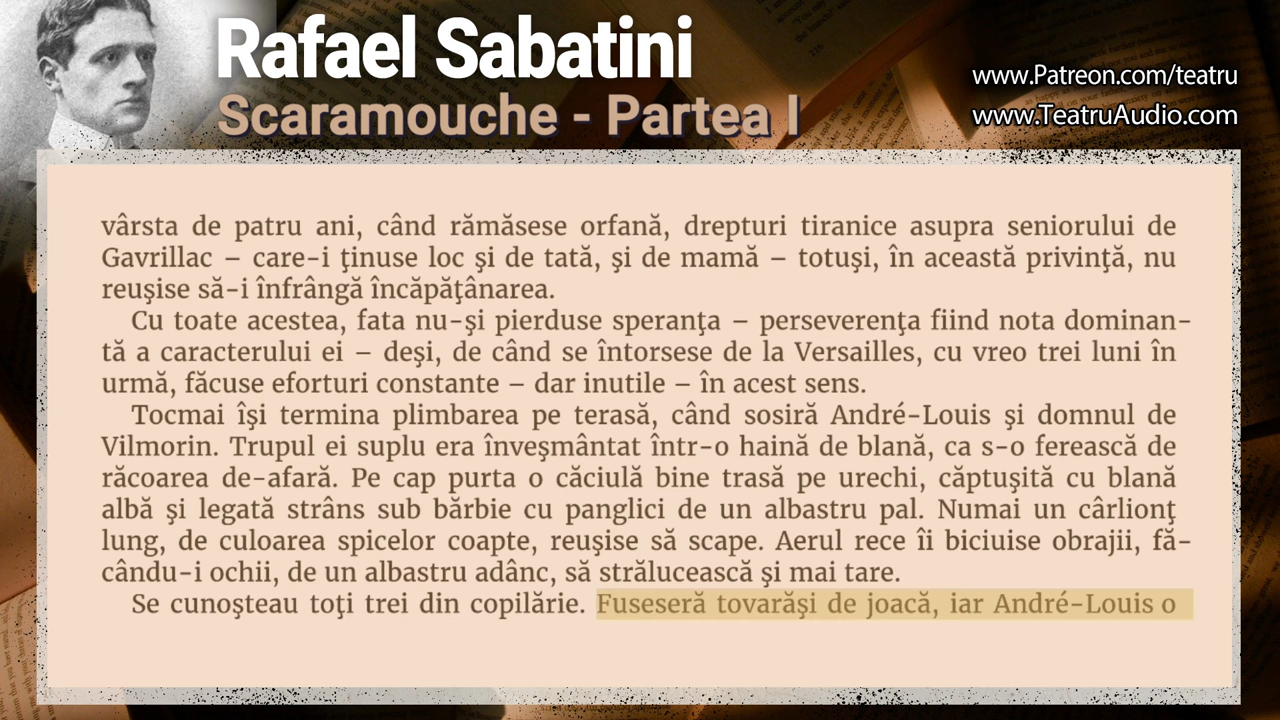 Rafael Sabatini
Scaramouche - Partea I
www.Patreon.com/teatru
www.TeatruAudio.com
vârsta de patru ani, când rămăsese orfană, drepturi tiranice asupra seniorului de
Gavrillac – care-i ţinuse loc şi de tată, şi de mamă – totuşi, în această privinţă, nu
reuşise să-i înfrângă încăpăţânarea.
Cu toate acestea, fata nu-şi pierduse speranţa – perseverenţa fiind nota dominan-
tă a caracterului ei – deşi, de când se întorsese de la Versailles, cu vreo trei luni în
urmă, făcuse eforturi constante – dar inutile – în acest sens.
Tocmai îşi termina plimbarea pe terasă, când sosiră André-Louis şi domnul de
Vilmorin. Trupul ei suplu era înveşmântat într-o haină de blană, ca s-o ferească de
răcoarea de-afară. Pe cap purta o căciulă bine trasă pe urechi, căptuşită cu blană
albă şi legată strâns sub bărbie cu panglici de un albastru pal. Numai un cârlionţ
lung, de culoarea spicelor coapte, reuşise să scape. Aerul rece îi biciuise obrajii, fă-
cându-i ochii, de un albastru adânc, să strălucească şi mai tare.
Se cunoşteau toţi trei din copilărie. Fuseseră tovarăşi de joacă, iar André-Louis o